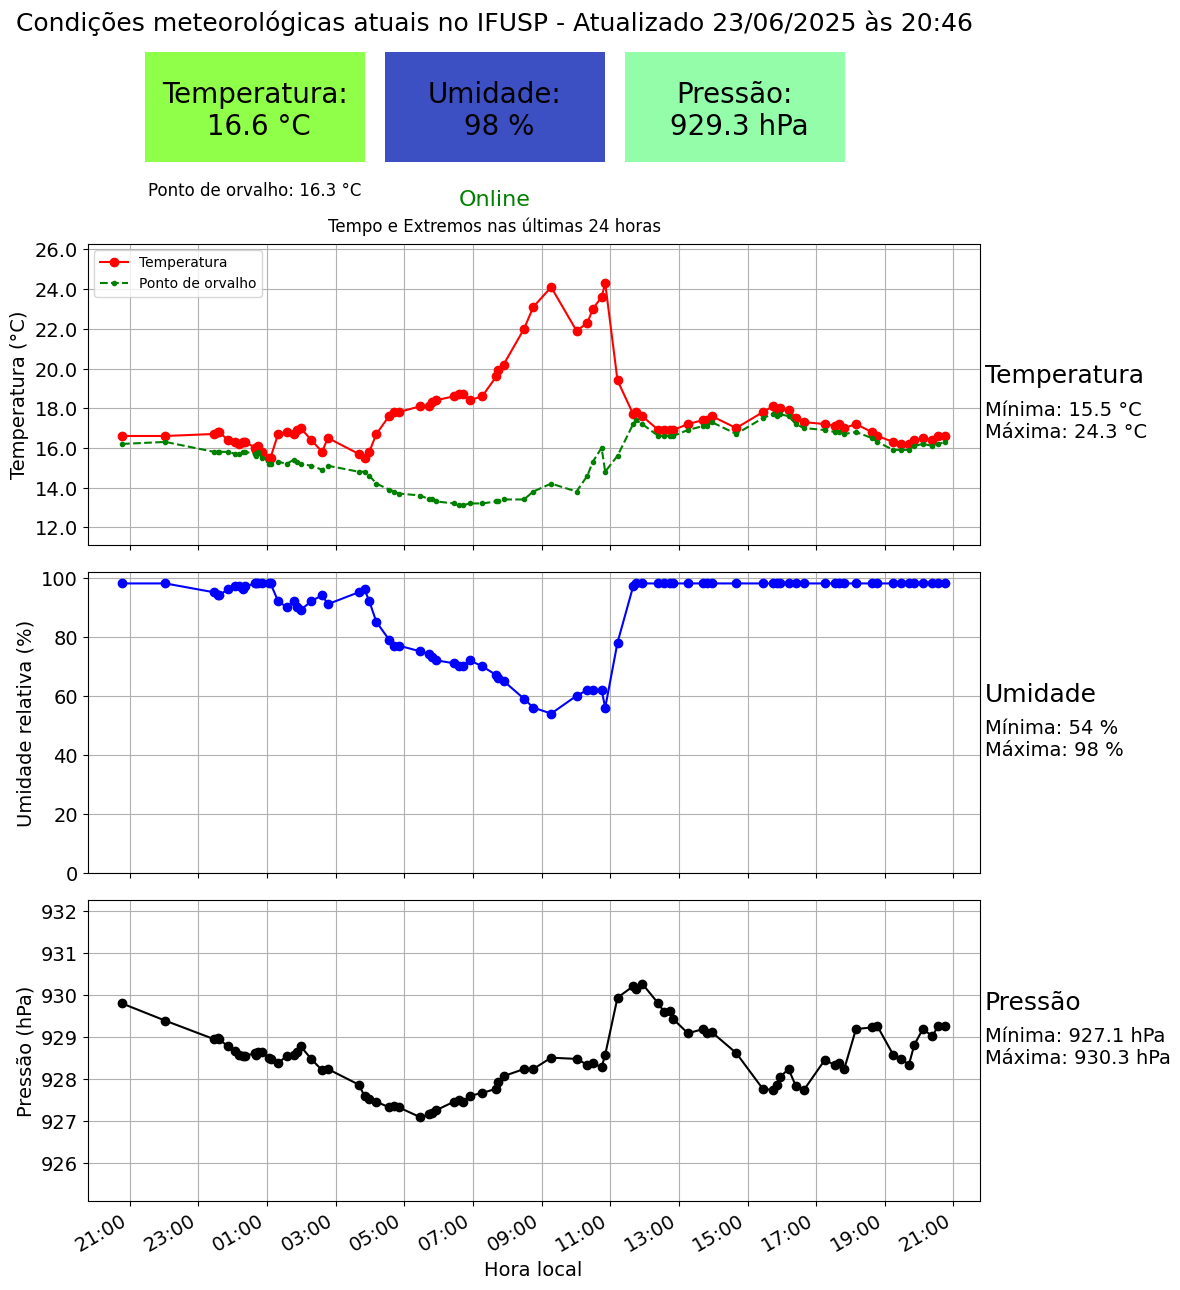 Condições meteorológicas atuais no IFUSP - Atualizado 23/06/2025 às 20:46
Temperatura:
16.6 °C
Umidade:
98 %
Pressão:
929.3 hPa
Ponto de orvalho: 16.3 °C
Online
Tempo e Extremos nas últimas 24 horas
Temperatura (°C)
26.0
24.0
22.0
20.0
18.0
16.0
14.0
12.0
Temperatura
Ponto de orvalho
Temperatura
Mínima: 15.5 °C
Máxima: 24.3 °C
Umidade relativa (%)
100
80
60
40
20
0
Umidade
Mínima: 54 %
Máxima: 98 %
Pressão (hPa)
932
931
930
929
928
927
926
Pressão
Mínima: 927.1 hPa
Máxima: 930.3 hPa
21:00
23:00
01:00
03:00
05:00
07:00
09:00
11:00
13:00
15:00
17:00
19:00
21:00
Hora local